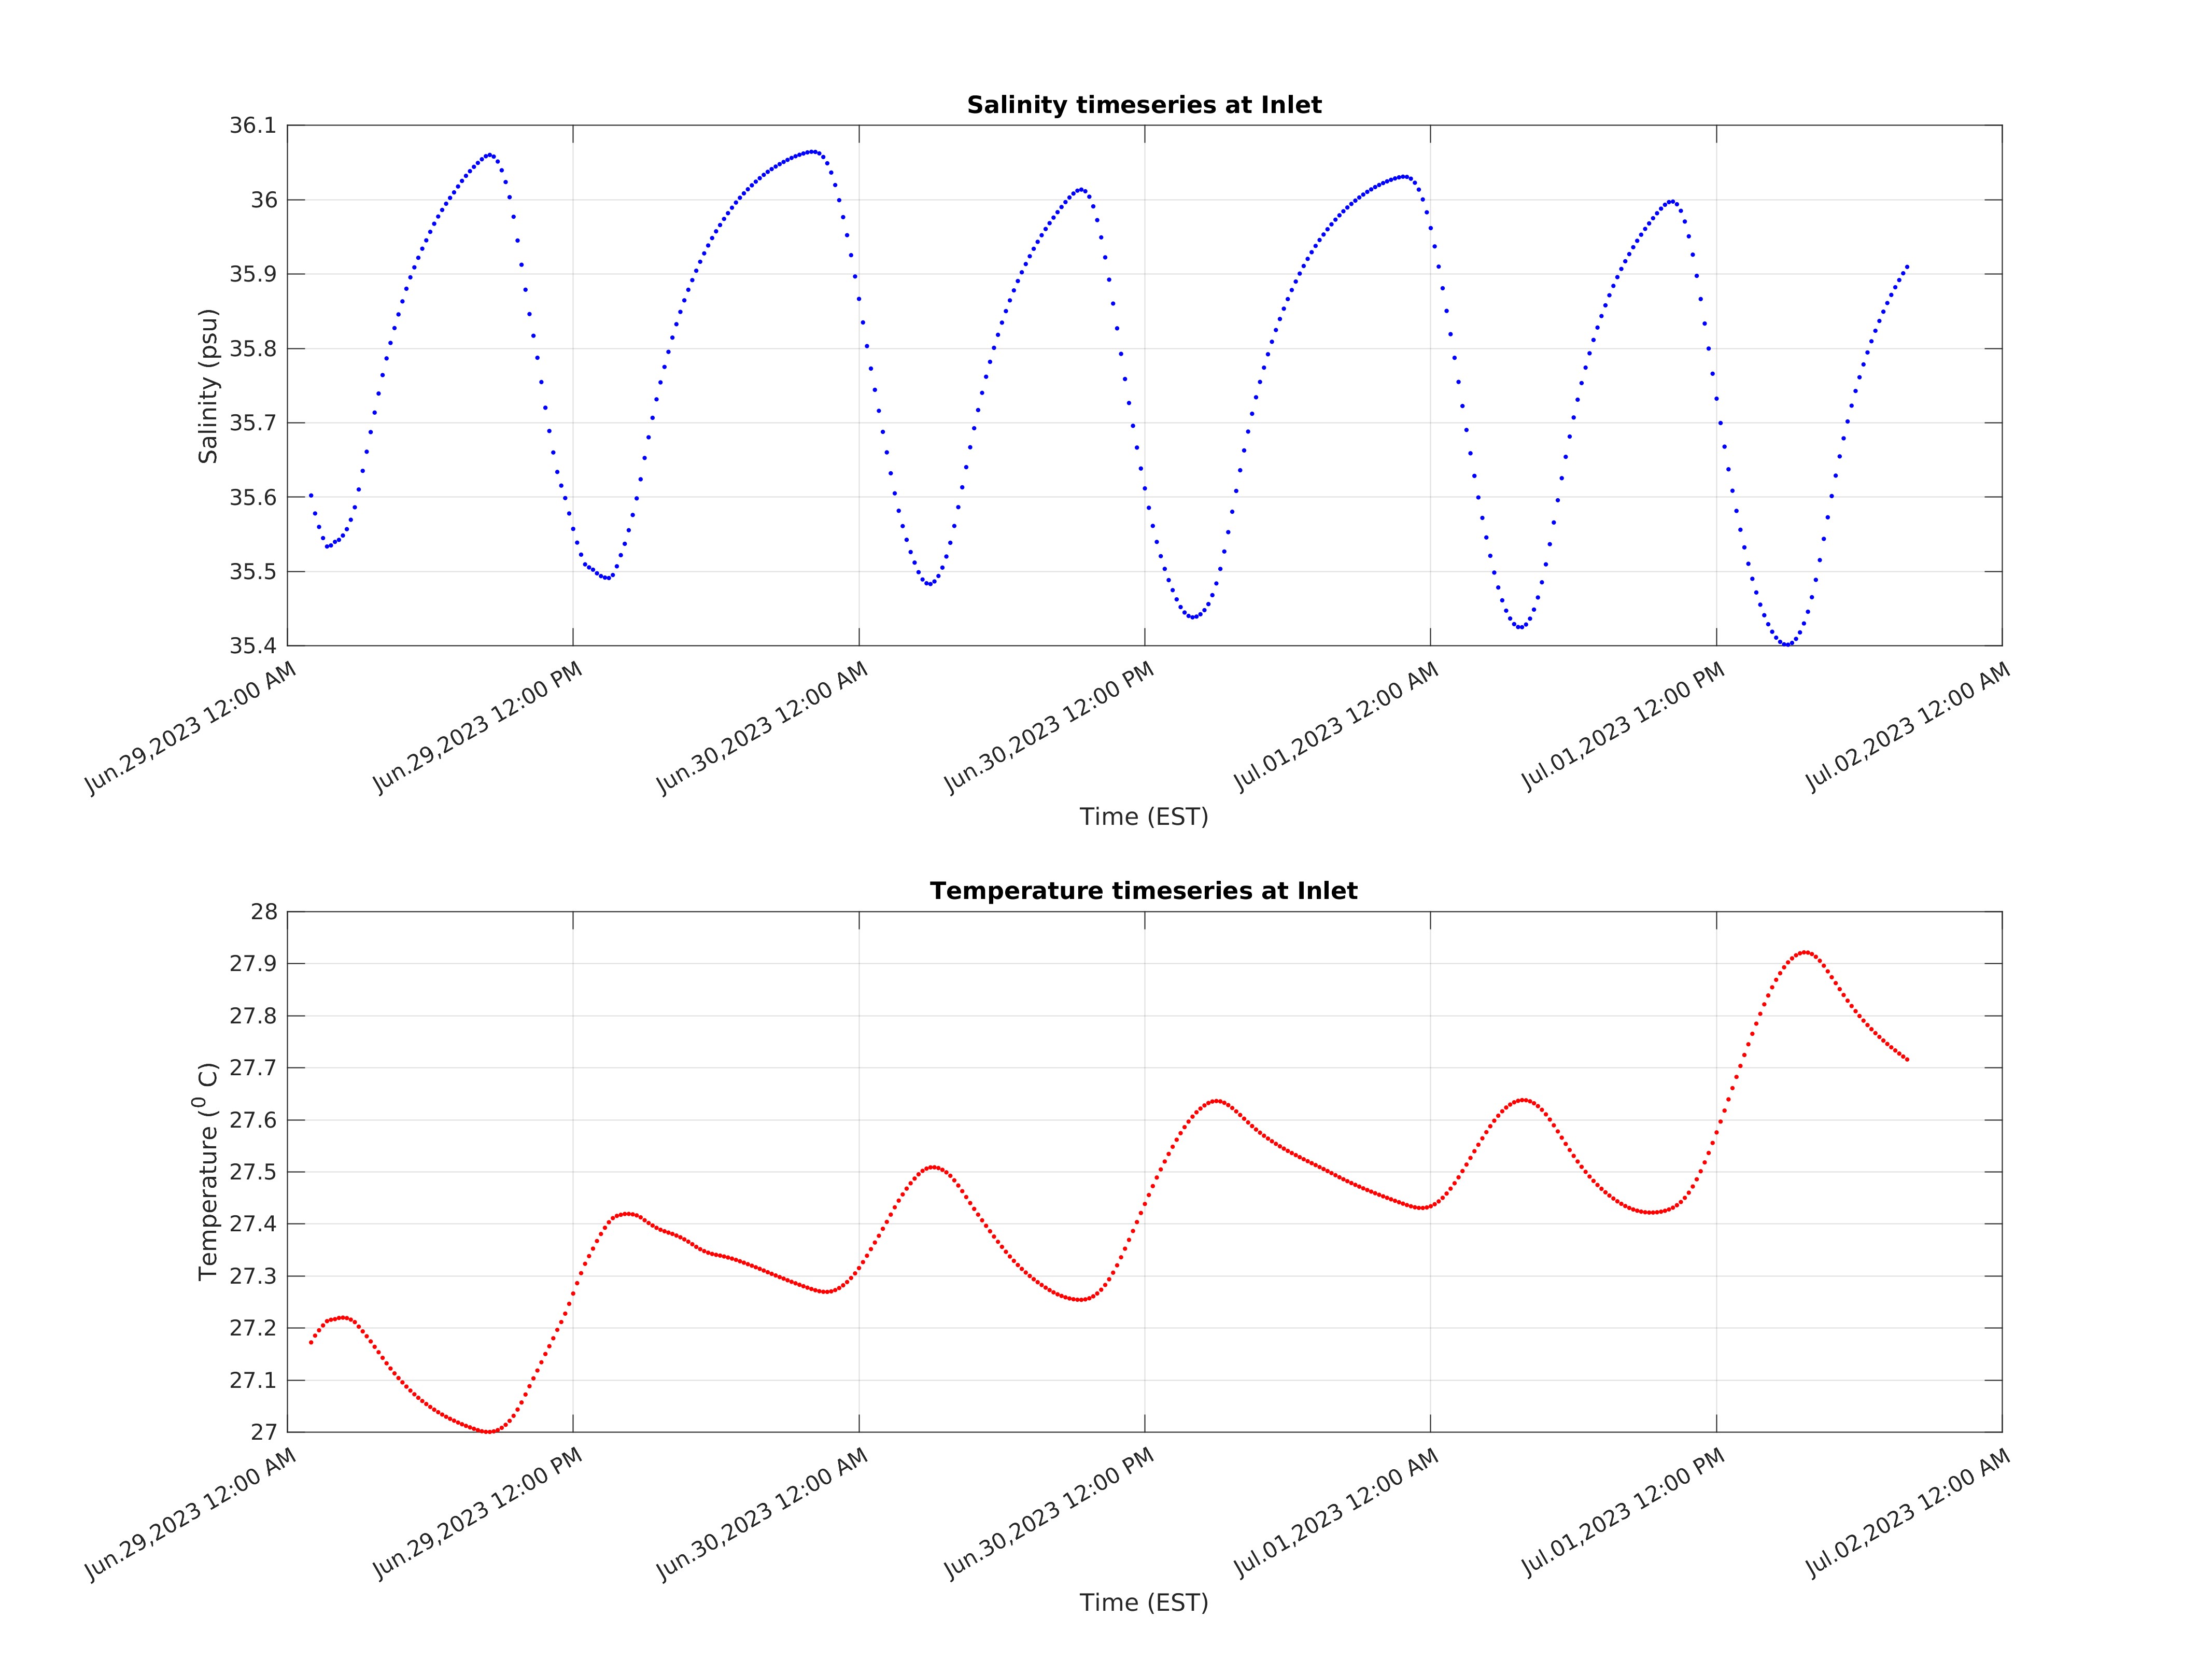 Salinity timeseries at Inlet
Salinity (psu)
36.1
36
35.9
35.8
35.7
35.6
35.5
35.4
Jun.29,2023 12:00 AM
Jun.29,2023 12:00 PM
Jun.30,2023 12:00 AM
Jun.30,2023 12:00 PM
Jul.01,2023 12:00 AM
Jul.01,2023 12:00 PM
Jul.02,2023 12:00 AM
Time (EST)
Temperature timeseries at Inlet
Temperature (⁰ C)
28
27.9
27.8
27.7
27.6
27.5
27.4
27.3
27.2
27.1
27
Jun.29,2023 12:00 AM
Jun.29,2023 12:00 PM
Jun.30,2023 12:00 AM
Jun.30,2023 12:00 PM
Jul.01,2023 12:00 AM
Jul.01,2023 12:00 PM
Jul.02,2023 12:00 AM
Time (EST)